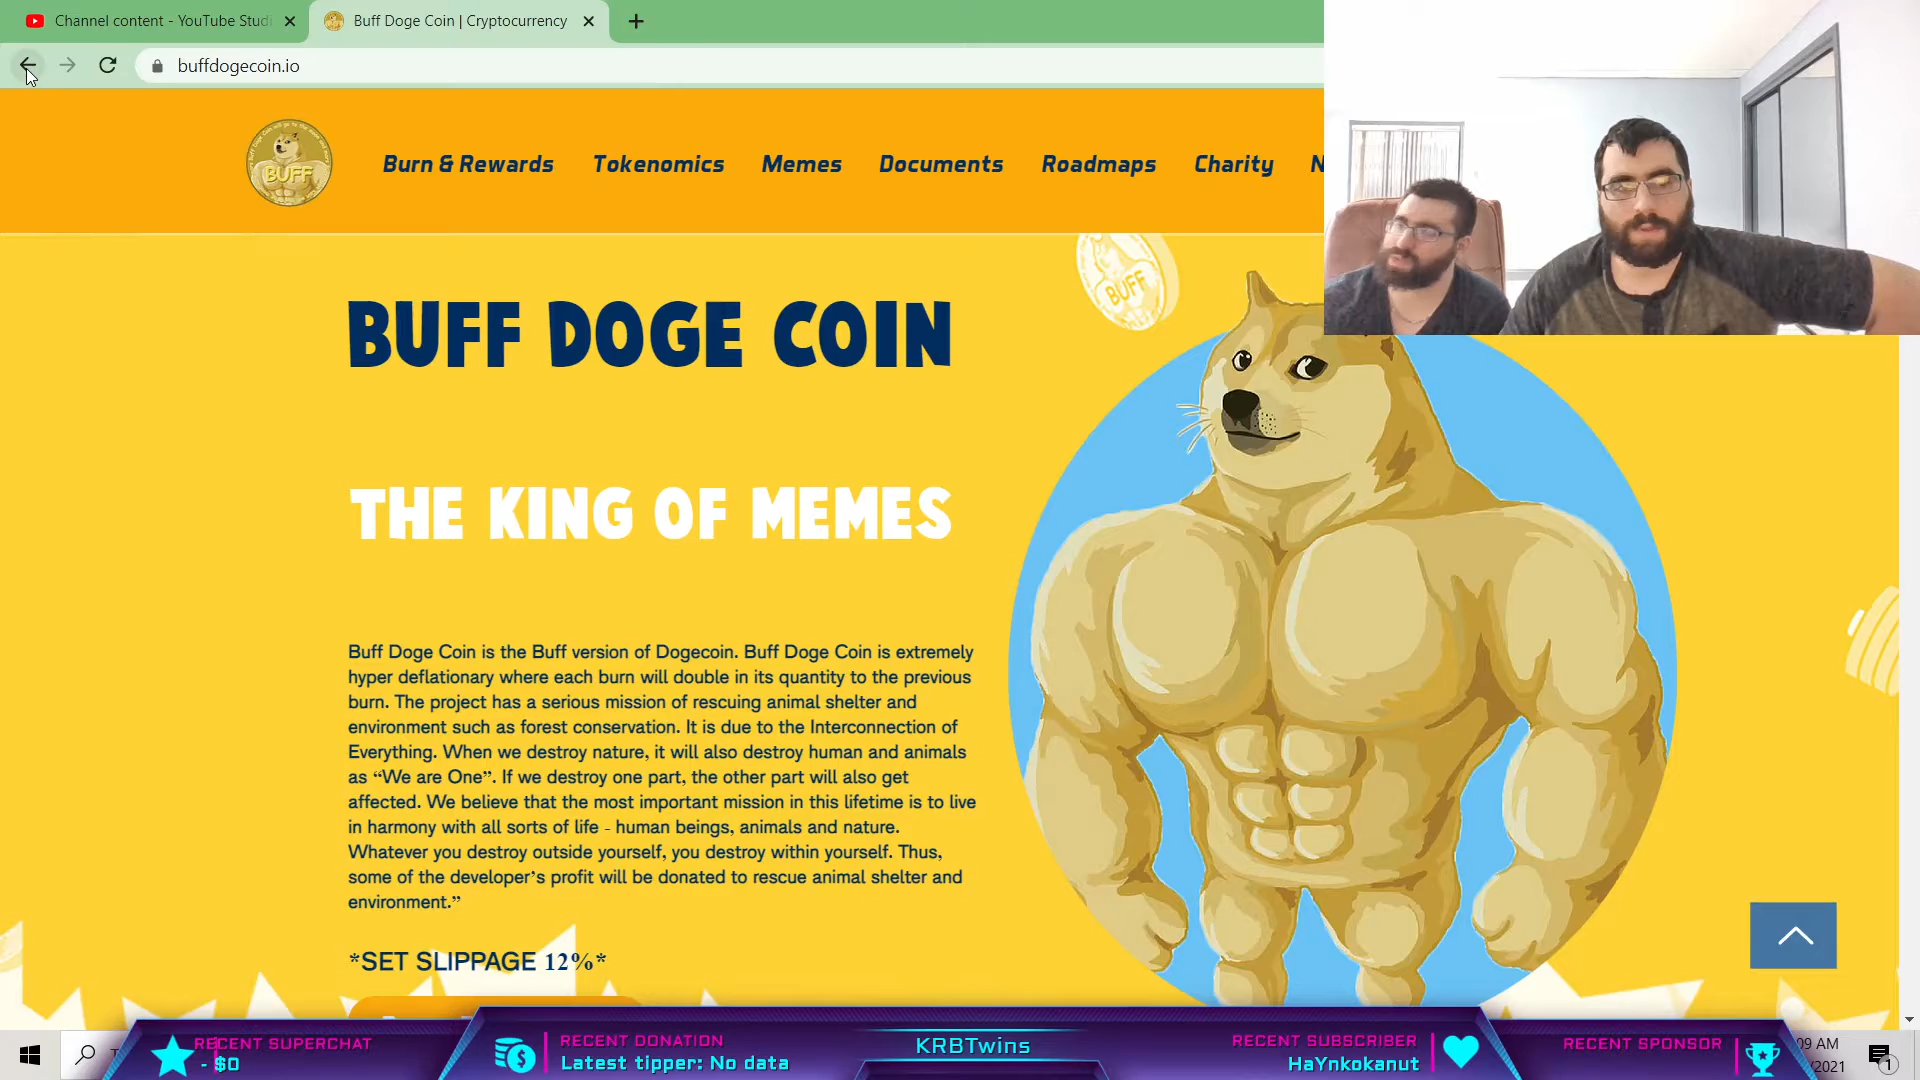 Channel content - YouTube Studi
Buff Doge Coin | Cryptocurrency
buffdogecoin.io
BUFF
Burn & Rewards
Tokenomics
Memes
Documents
Roadmaps
Charity
BUFF
BUFF DOGE COIN
THE KING OF MEMES
Buff Doge Coin is the Buff version of Dogecoin. Buff Doge Coin is extremely
hyper deflationary where each burn will double in its quantity to the previous
burn. The project has a serious mission of rescuing animal shelter and
environment such as forest conservation. It is due to the Interconnection of
Everything. When we destroy nature, it will also destroy human and animals
as “We are One”. If we destroy one part, the other part will also get
affected. We believe that the most important mission in this lifetime is to live
in harmony with all sorts of life - human beings, animals and nature.
Whatever you destroy outside yourself, you destroy within yourself. Thus,
some of the developer’s profit will be donated to rescue animal shelter and
environment.”
*SET SLIPPAGE 12%*
RECENT SUPERCHAT
- $0
RECENT DONATION
Latest tipper: No data
KRBTwins
RECENT SUBSCRIBER
HaYnkokanut
RECENT SPONSOR
09 AM
/2021
1